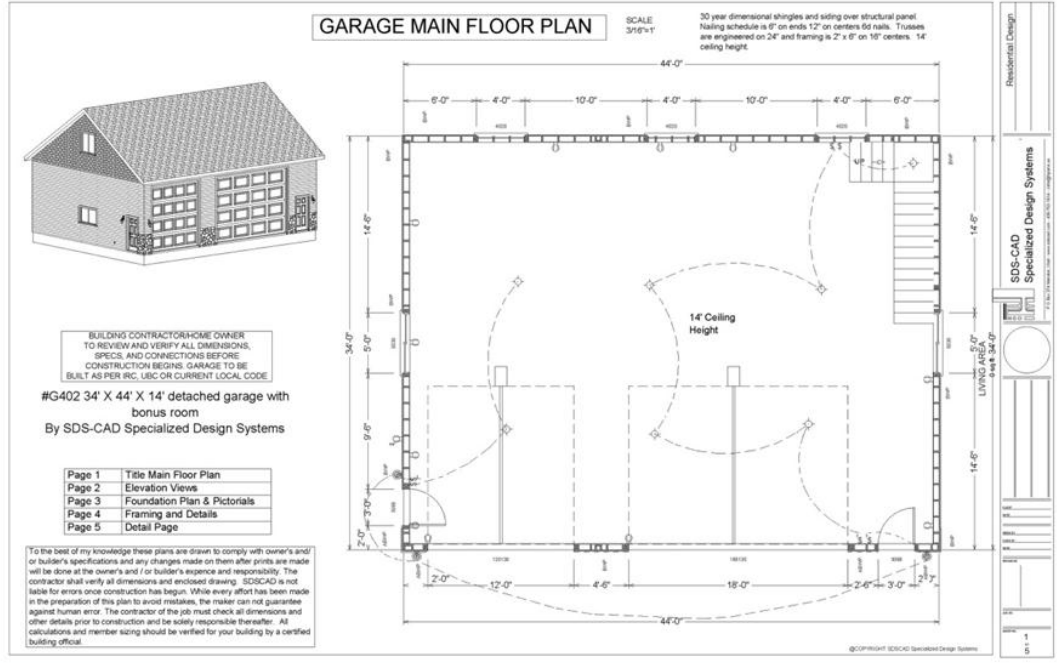 GARAGE MAIN FLOOR PLAN
SCALE
3/16"=1'
30 year dimensional shingles and siding over structural panel
Nailing schedule is 6" on ends 12" on centers 6d nails. Trusses
are engineered on 24" and framing is 2" x 6" on 16" centers. 14'
ceiling height.
44'-0"
6'-0" 4'-0" 10'-0" 4'-0" 10'-0" 4'-0" 6'-0"
14'-6"
5'-0"
34'-0"
9'-6"
3'-0"
2'-0"
14' Ceiling
Height
14'-6"
5'-0"
34'-0"
14'-6"
LIVING AREA
0 sq ft
2'-0" 12'-0" 4'-6" 18'-0" 2'-6" 3'-0"
44'-0"
BUILDING CONTRACTOR/HOME OWNER
TO REVIEW AND VERIFY ALL DIMENSIONS,
SPECS, AND CONNECTIONS BEFORE
CONSTRUCTION BEGINS. GARAGE TO BE
BUILT AS PER IRC, UBC OR CURRENT LOCAL CODE
#G402 34' X 44' X 14' detached garage with
bonus room
By SDS-CAD Specialized Design Systems
Page 1 Title Main Floor Plan
Page 2 Elevation Views
Page 3 Foundation Plan & Pictorials
Page 4 Framing and Details
Page 5 Detail Page
To the best of my knowledge these plans are drawn to comply with owner's and/
or builder's specifications and any changes made on them after prints are made
will be done at the owner's and / or builder's expence and responsibility. The
contractor shall verify all dimensions and enclosed drawing. SDSCAD is not
liable for errors once construction has begun. While every affort has been made
in the preparation of this plan to avoid mistakes, the maker can not guarantee
against human error. The contractor of the job must check all dimensions and
other details prior to construction and be solely responsible thereafter. All
calculations and member sizing should be verified for your building by a certified
building official.
@COPYRIGHT SDSCAD Specialized Design Systems
Residential Design
SDS-CAD
Specialized Design Systems
1
5